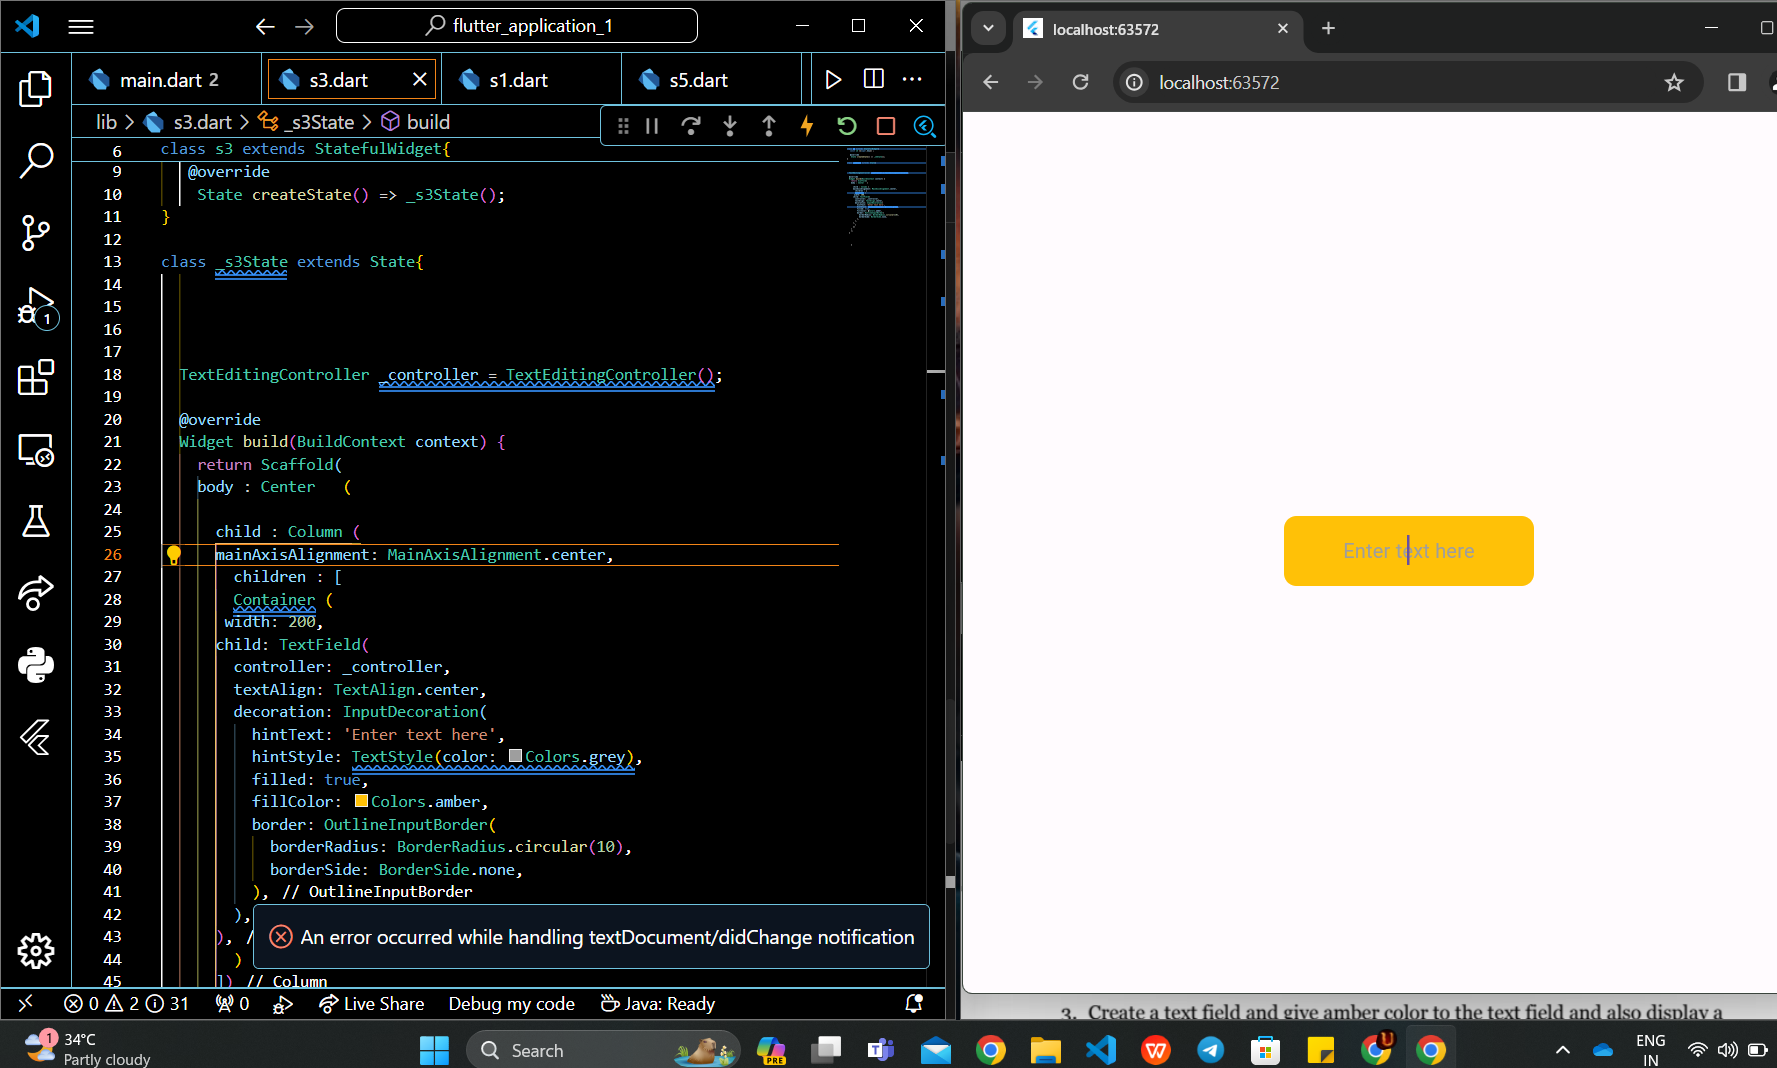 flutter_application_1
main.dart 2
s3.dart
s1.dart
s5.dart
lib > s3.dart > _s3State > build
6 class s3 extends StatefulWidget{
9 @override
10 State createState() => _s3State();
11 }
12
13 class _s3State extends State{
14
15
16
17
18 TextEditingController _controller = TextEditingController();
19
20 @override
21 Widget build(BuildContext context) {
22 return Scaffold(
23 body : Center (
24
25 child : Column (
26 mainAxisAlignment: MainAxisAlignment.center,
27 children : [
28 Container (
29 width: 200,
30 child: TextField(
31 controller: _controller,
32 textAlign: TextAlign.center,
33 decoration: InputDecoration(
34 hintText: 'Enter text here',
35 hintStyle: TextStyle(color: Colors.grey),
36 filled: true,
37 fillColor: Colors.amber,
38 border: OutlineInputBorder(
39 borderRadius: BorderRadius.circular(10),
40 borderSide: BorderSide.none,
41 ), // OutlineInputBorder
42 ),
43 ), /
44 )
45 ]) // Column
1
An error occurred while handling textDocument/didChange notification
0 2 31 0 Live Share Debug my code Java: Ready
localhost:63572
localhost:63572
Enter text here
3. Create a text field and give amber color to the text field and also display a
1
34°C
Partly cloudy
Search
PRE
U
ENG
IN